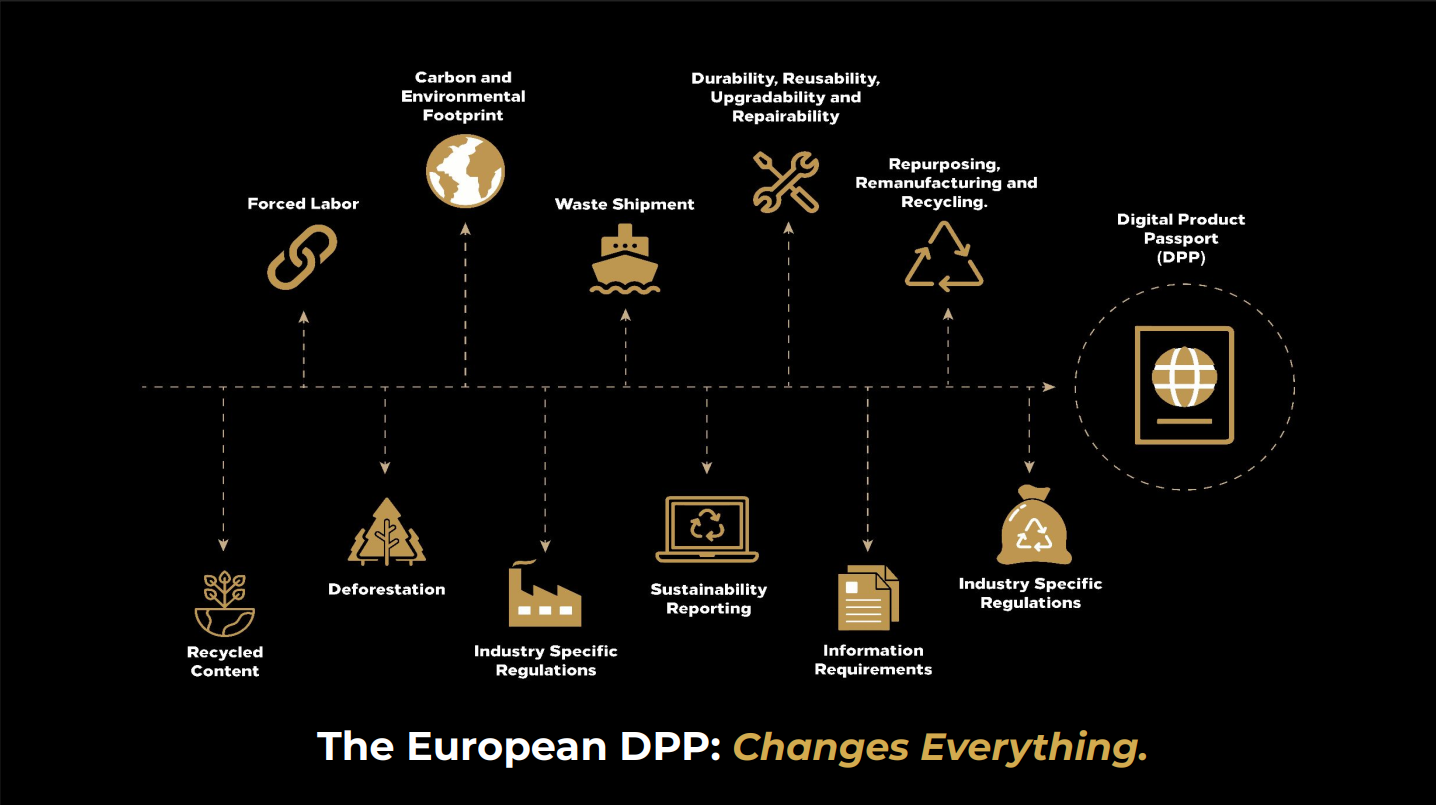 Carbon and
Environmental
Footprint
Durability, Reusability,
Upgradability and
Repairability
Forced Labor
Waste Shipment
Repurposing,
Remanufacturing and
Recycling.
Digital Product
Passport
(DPP)
Recycled
Content
Deforestation
Industry Specific
Regulations
Sustainability
Reporting
Information
Requirements
Industry Specific
Regulations
The European DPP: Changes Everything.